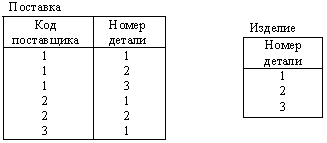 Поставка
Код поставщика Номер детали
1 1
1 2
1 3
2 1
2 2
3 1
Изделие
Номер детали
1
2
3